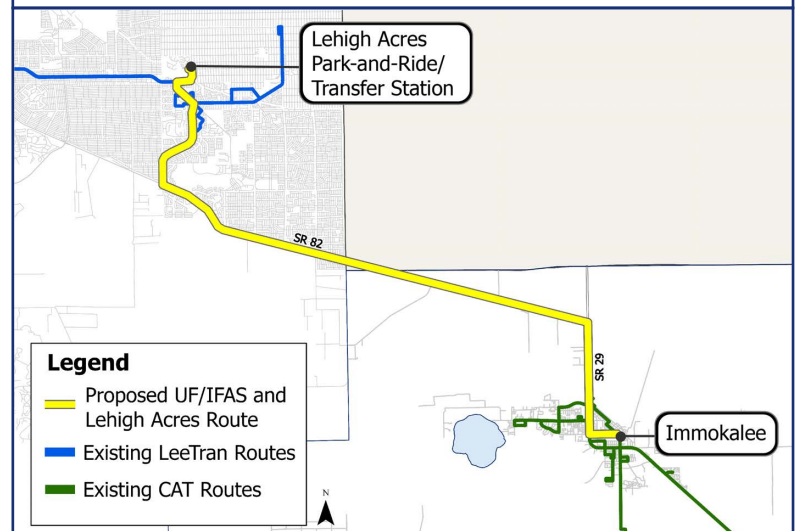 Lehigh Acres
Park-and-Ride/
Transfer Station
SR 82
SR 29
Immokalee
Legend
Proposed UF/IFAS and
Lehigh Acres Route
Existing LeeTran Routes
Existing CAT Routes
N